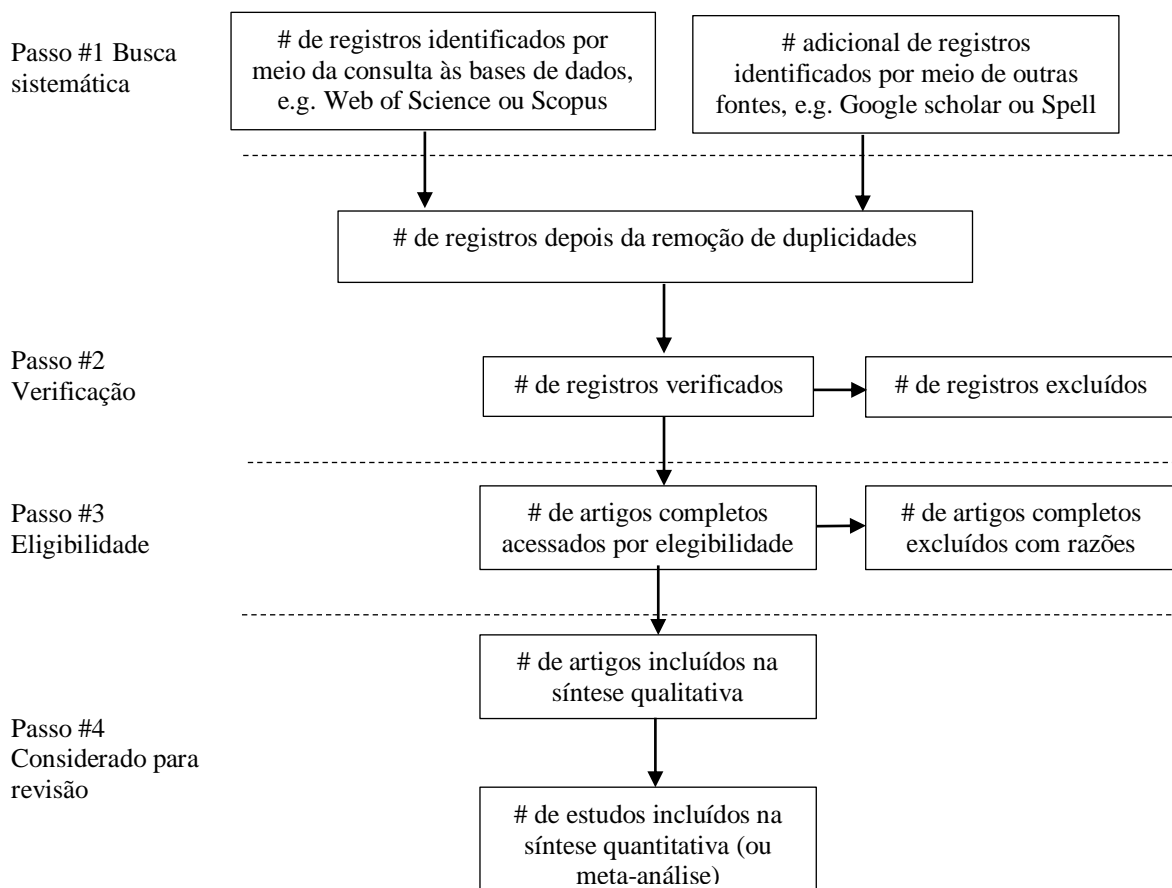 Passo #1 Busca
sistemática
# de registros identificados por
meio da consulta às bases de dados,
e.g. Web of Science ou Scopus
# adicional de registros
identificados por meio de outras
fontes, e.g. Google scholar ou Spell
# de registros depois da remoção de duplicidades
Passo #2
Verificação
# de registros verificados
# de registros excluídos
Passo #3
Eligibilidade
# de artigos completos
acessados por elegibilidade
# de artigos completos
excluídos com razões
# de artigos incluídos na
síntese qualitativa
Passo #4
Considerado para
revisão
# de estudos incluídos na
síntese quantitativa (ou
meta-análise)